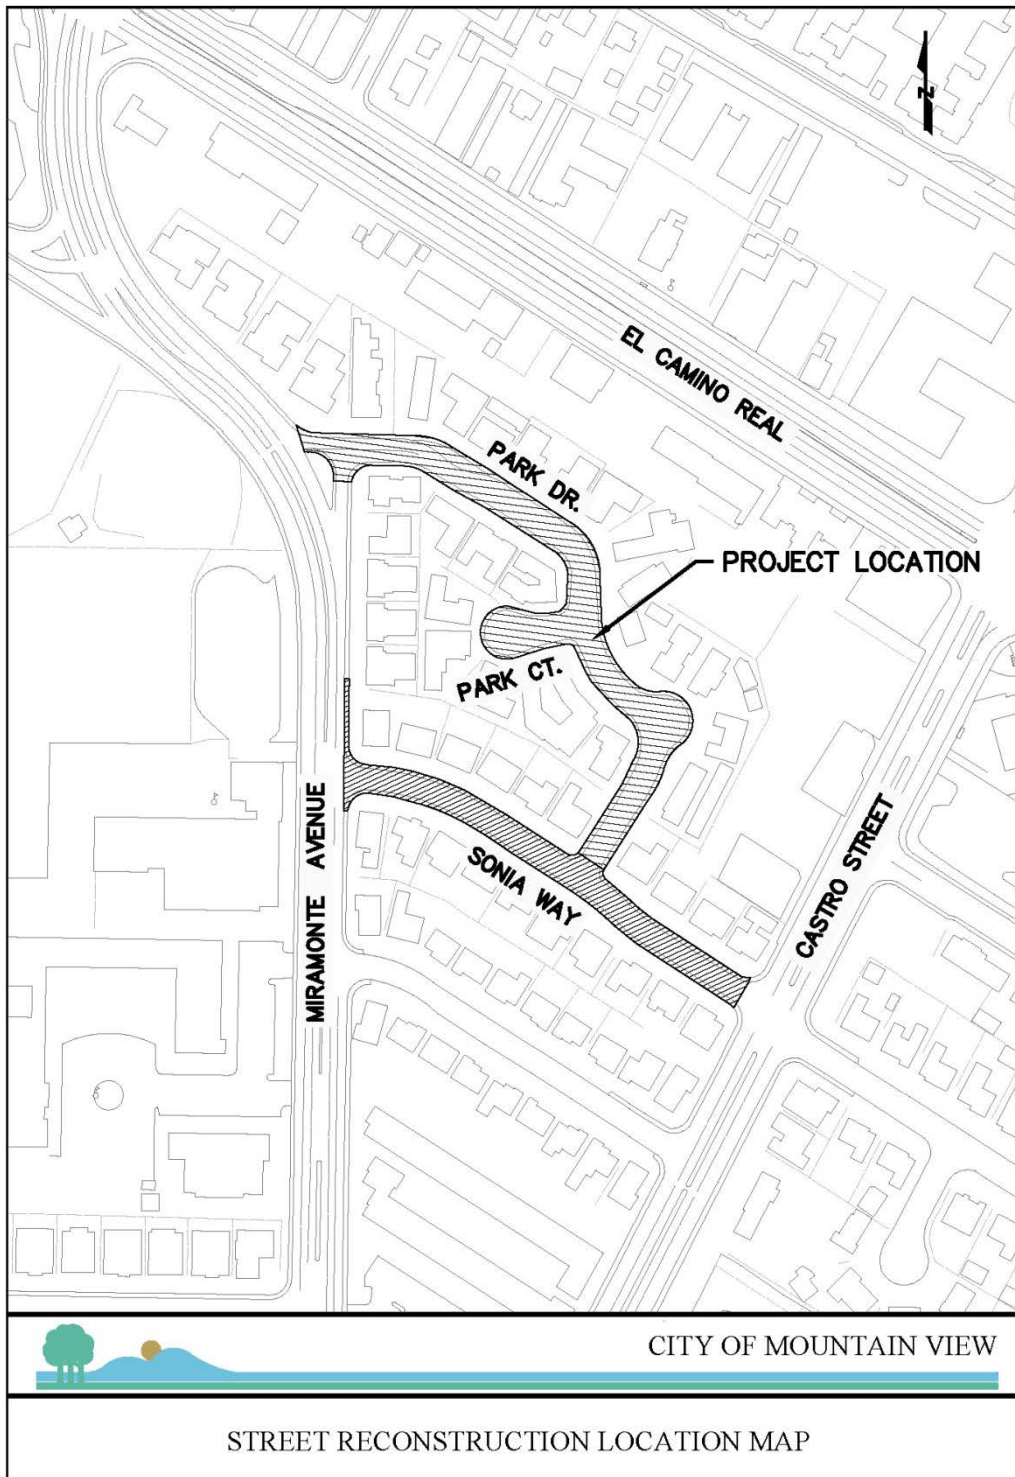 N
EL CAMINO REAL
PARK DR.
PROJECT LOCATION
PARK CT.
MIRAMONTE AVENUE
SONIA WAY
CASTRO STREET
CITY OF MOUNTAIN VIEW
STREET RECONSTRUCTION LOCATION MAP